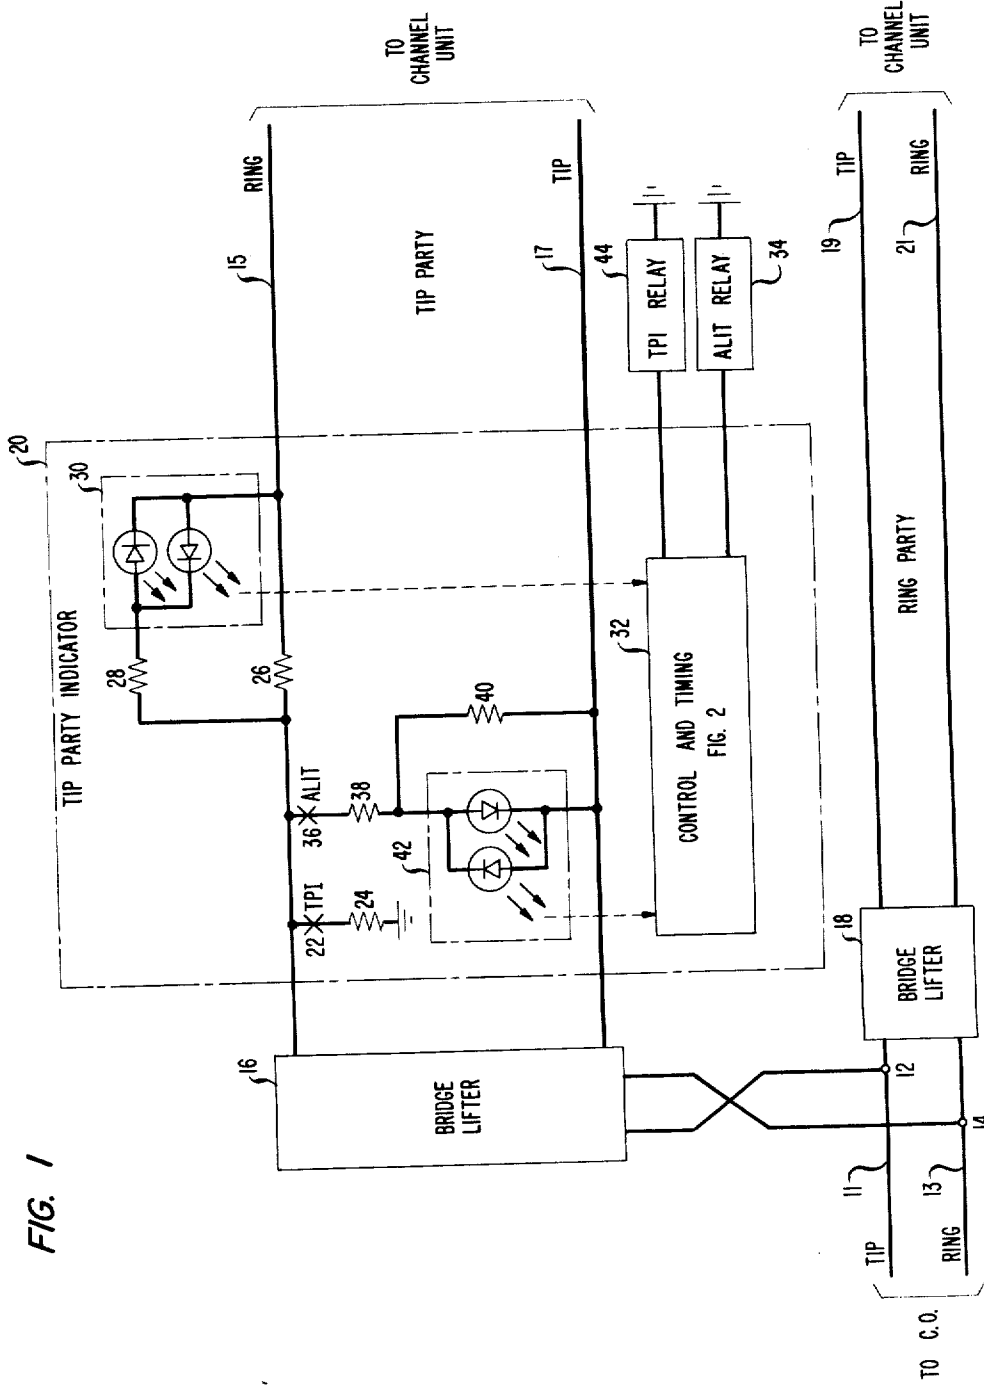 FIG. 1
TO CHANNEL UNIT
RING
15
TIP PARTY
17
TIP
20
TIP PARTY INDICATOR
30
28
26
36
ALIT
38
40
22
TPI
24
42
32
CONTROL AND TIMING
FIG. 2
44
TPI RELAY
ALIT RELAY
34
16
BRIDGE
LIFTER
TO CHANNEL UNIT
TIP
19
RING
21
RING PARTY
18
BRIDGE
LIFTER
12
14
11
13
TIP
RING
TO C.O.